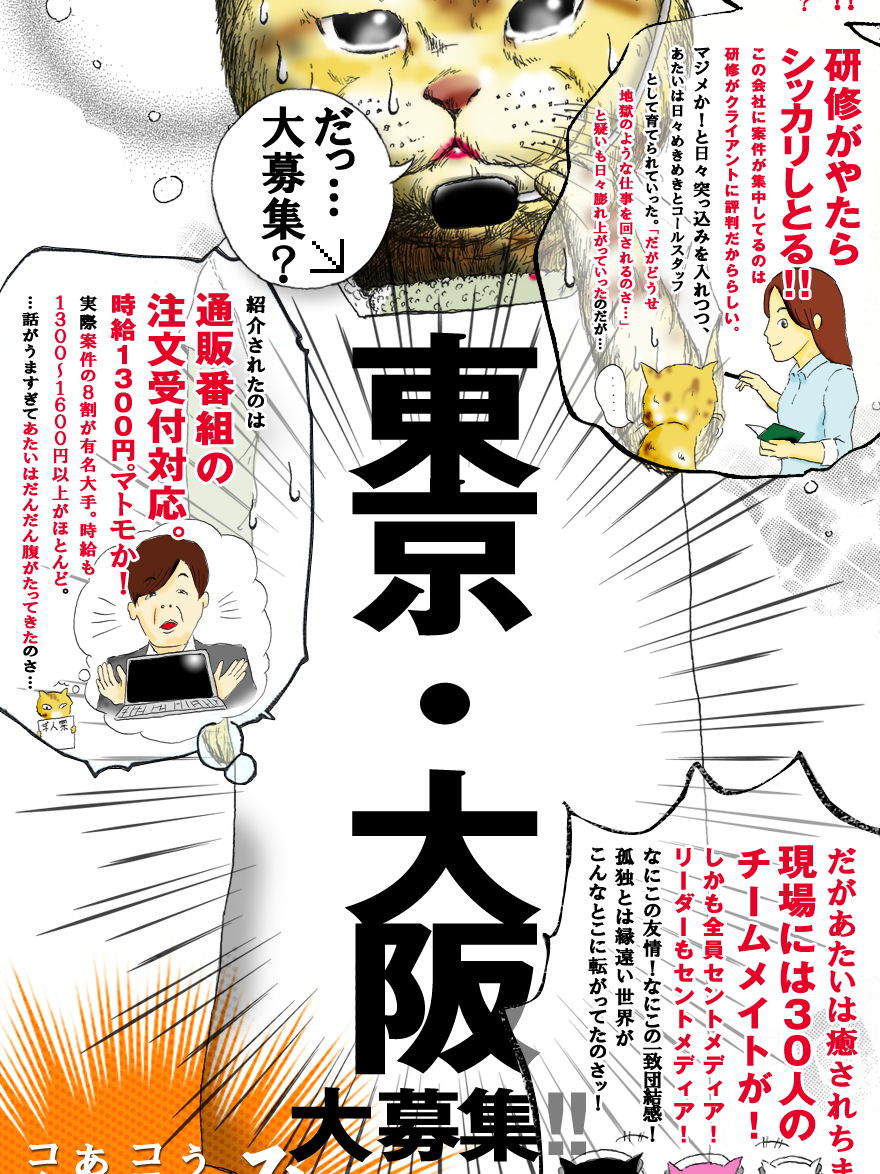 !!
?
研修がやたら
シッカリしとる!!
この会社に案件が集中してるのは
研修がクライアントに評判だかららしい。
マジメか！と日々突っ込みを入れつつ、
あたいは日々めきめきとコールスタッフ
として育てられていった。「だがどうせ
地獄のような仕事を回されるのさ…」
と疑いも日々膨れ上がっていったのだが…
……
だっ…
大募集？
紹介されたのは
通販番組の
注文受付対応。
時給1300円。マトモか！
実際案件の8割が有名大手。時給も
1300〜1600円以上がほとんど。
…話がうますぎてあたいはだんだん腹がたってきたのさ…
求人票
東京・大阪
大募集!!
だがあたいは癒されちま
現場には30人の
チームメイトが！
しかも全員セントメディア！
リーダーもセントメディア！
なにこの友情！なにこの一致団結感！
孤独とは縁遠い世界が
こんなとこに転がってたのさッ！